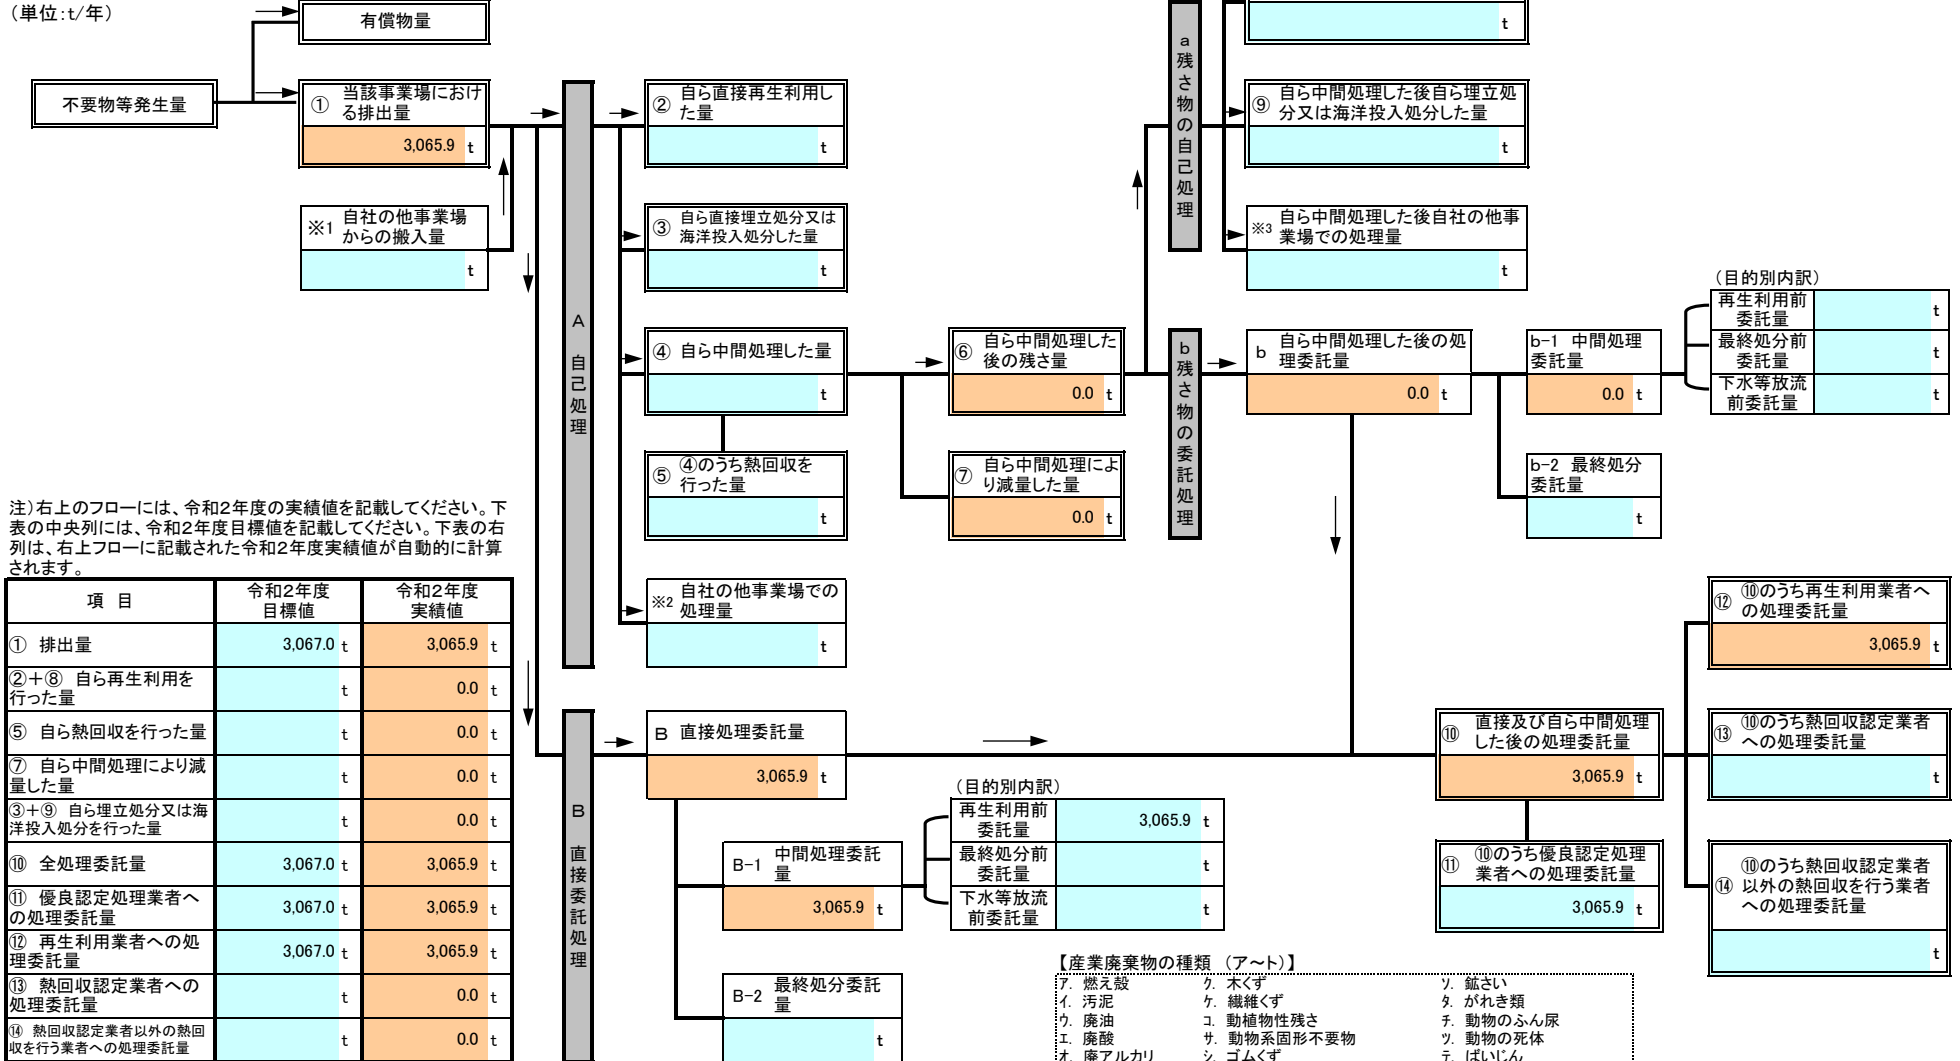 （単位：t/年）
有償物量
不要物等発生量
① 当該事業場におけ
る排出量
3,065.9 t
※1 自社の他事業場
からの搬入量
t
A 自己処理
② 自ら直接再生利用し
た量
t
③ 自ら直接埋立処分又は
海洋投入処分した量
t
④ 自ら中間処理した量
t
⑤ ④のうち熱回収を
行った量
t
※2 自社の他事業場での
処理量
t
⑥ 自ら中間処理した
後の残さ量
0.0 t
⑦ 自ら中間処理によ
り減量した量
0.0 t
a 残さ物の自己処理
t
⑨ 自ら中間処理した後自ら埋立処
分又は海洋投入処分した量
t
※3 自ら中間処理した後自社の他事
業場での処理量
t
b 残さ物の委託処理
b 自ら中間処理した後の処
理委託量
0.0 t
b-1 中間処理
委託量
0.0 t
（目的別内訳）
再生利用前
委託量
t
最終処分前
委託量
t
下水等放流
前委託量
t
b-2 最終処分
委託量
t
注）右上のフローには、令和2年度の実績値を記載してください。下
表の中央列には、令和2年度目標値を記載してください。下表の右
列は、右上フローに記載された令和2年度実績値が自動的に計算
されます。
項 目 令和2年度 目標値 令和2年度 実績値
① 排出量 3,067.0 t 3,065.9 t
②＋⑧ 自ら再生利用を
行った量 t 0.0 t
⑤ 自ら熱回収を行った量 t 0.0 t
⑦ 自ら中間処理により減
量した量 t 0.0 t
③＋⑨ 自ら埋立処分又は海
洋投入処分を行った量 t 0.0 t
⑩ 全処理委託量 3,067.0 t 3,065.9 t
⑪ 優良認定処理業者へ
の処理委託量 3,067.0 t 3,065.9 t
⑫ 再生利用業者への処
理委託量 3,067.0 t 3,065.9 t
⑬ 熱回収認定業者への
処理委託量 t 0.0 t
⑭ 熱回収認定業者以外の熱回
収を行う業者への処理委託量 t 0.0 t
B 直接委託処理
B 直接処理委託量
3,065.9 t
B-1 中間処理委託
量
3,065.9 t
B-2 最終処分委託
量
t
（目的別内訳）
再生利用前
委託量
3,065.9 t
最終処分前
委託量
t
下水等放流
前委託量
t
⑩ 直接及び自ら中間処理
した後の処理委託量
3,065.9 t
⑪ ⑩のうち優良認定処理
業者への処理委託量
3,065.9 t
⑫ ⑩のうち再生利用業者へ
の処理委託量
3,065.9 t
⑬ ⑩のうち熱回収認定業者
への処理委託量
t
⑭ ⑩のうち熱回収認定業者
以外の熱回収を行う業者
への処理委託量
t
【産業廃棄物の種類 （ア～ト）】
ア. 燃え殻 ク. 木くず ソ. 鉱さい
イ. 汚泥 ケ. 繊維くず タ. がれき類
ウ. 廃油 コ. 動植物性残さ チ. 動物のふん尿
エ. 廃酸 サ. 動物系固形不要物 ツ. 動物の死体
オ. 廃アルカリ シ. ゴムくず テ. ばいじん